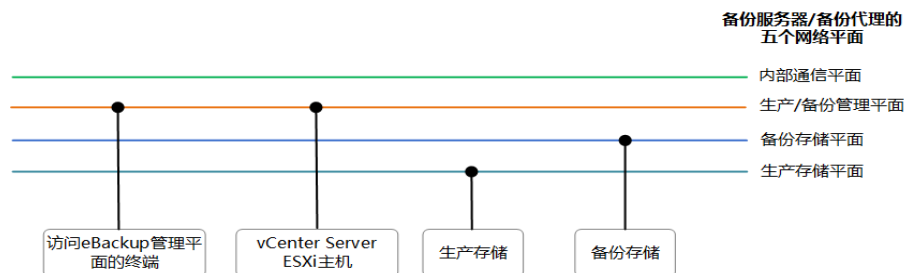 备份服务器/备份代理的
五个网络平面
内部通信平面
生产/备份管理平面
备份存储平面
生产存储平面
访问eBackup管理平
面的终端
vCenter Server
ESXi主机
生产存储
备份存储